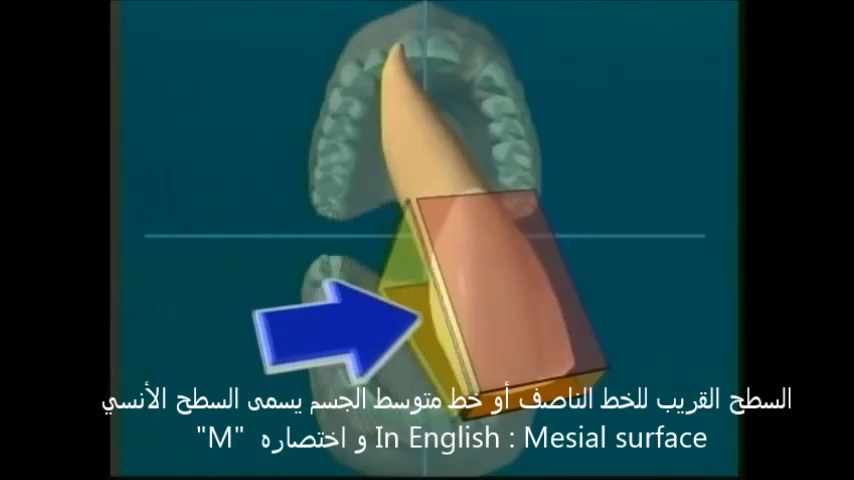 السطح القريب للخط الناصف أو خط متوسط الجسم يسمى السطح الأنسي
In English : Mesial surface و اختصاره "M"